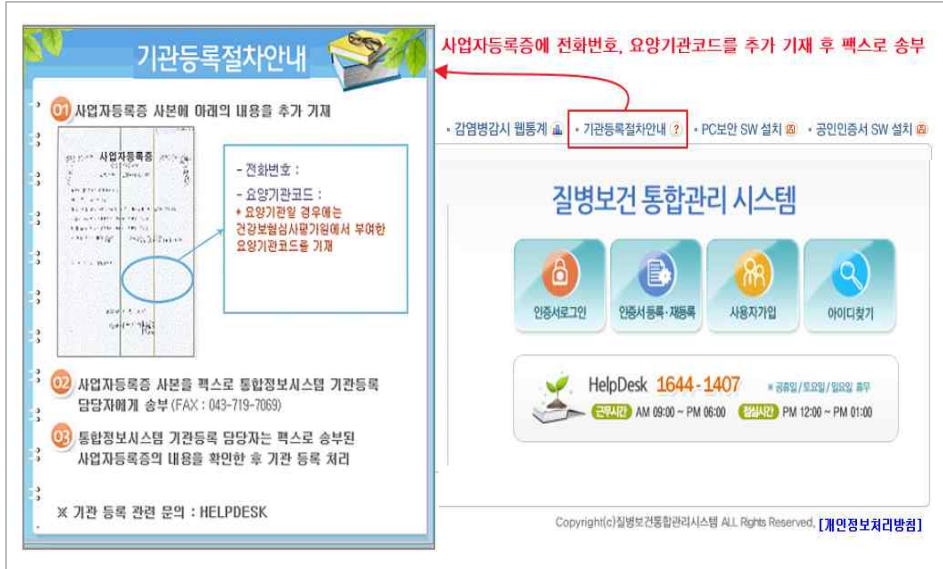 사업자등록증에 전화번호, 요양기관코드를 추가 기재 후 팩스로 송부
기관등록절차안내
01 사업자등록증 사본에 아래의 내용을 추가 기재
사업자등록증
- 전화번호 :
- 요양기관코드 :
* 요양기관일 경우에는
건강보험심사평가원에서 부여한
요양기관코드을 기재
02 사업자등록증 사본을 팩스로 통합정보시스템 기관등록
담당자에게 송부 (FAX : 043-719-7069)
03 통합정보시스템 기관등록 담당자는 팩스로 송부된
사업자등록증의 내용을 확인한 후 기관 등록 처리
※ 기관 등록 관련 문의 : HELPDESK
• 감염병감시 웹통계 • 기관등록절차안내 ? • PC보안 SW 설치 • 공인인증서 SW 설치
질병보건 통합관리 시스템
인증서로그인 인증서 등록·재등록 사용자가입 아이디찾기
HelpDesk 1644-1407 * 공휴일/토요일/일요일 휴무
근무시간 AM 09:00 ~ PM 06:00 점심시간 PM 12:00 ~ PM 01:00
Copyright(c)질병보건통합관리시스템 ALL Rights Reserved. [개인정보처리방침]